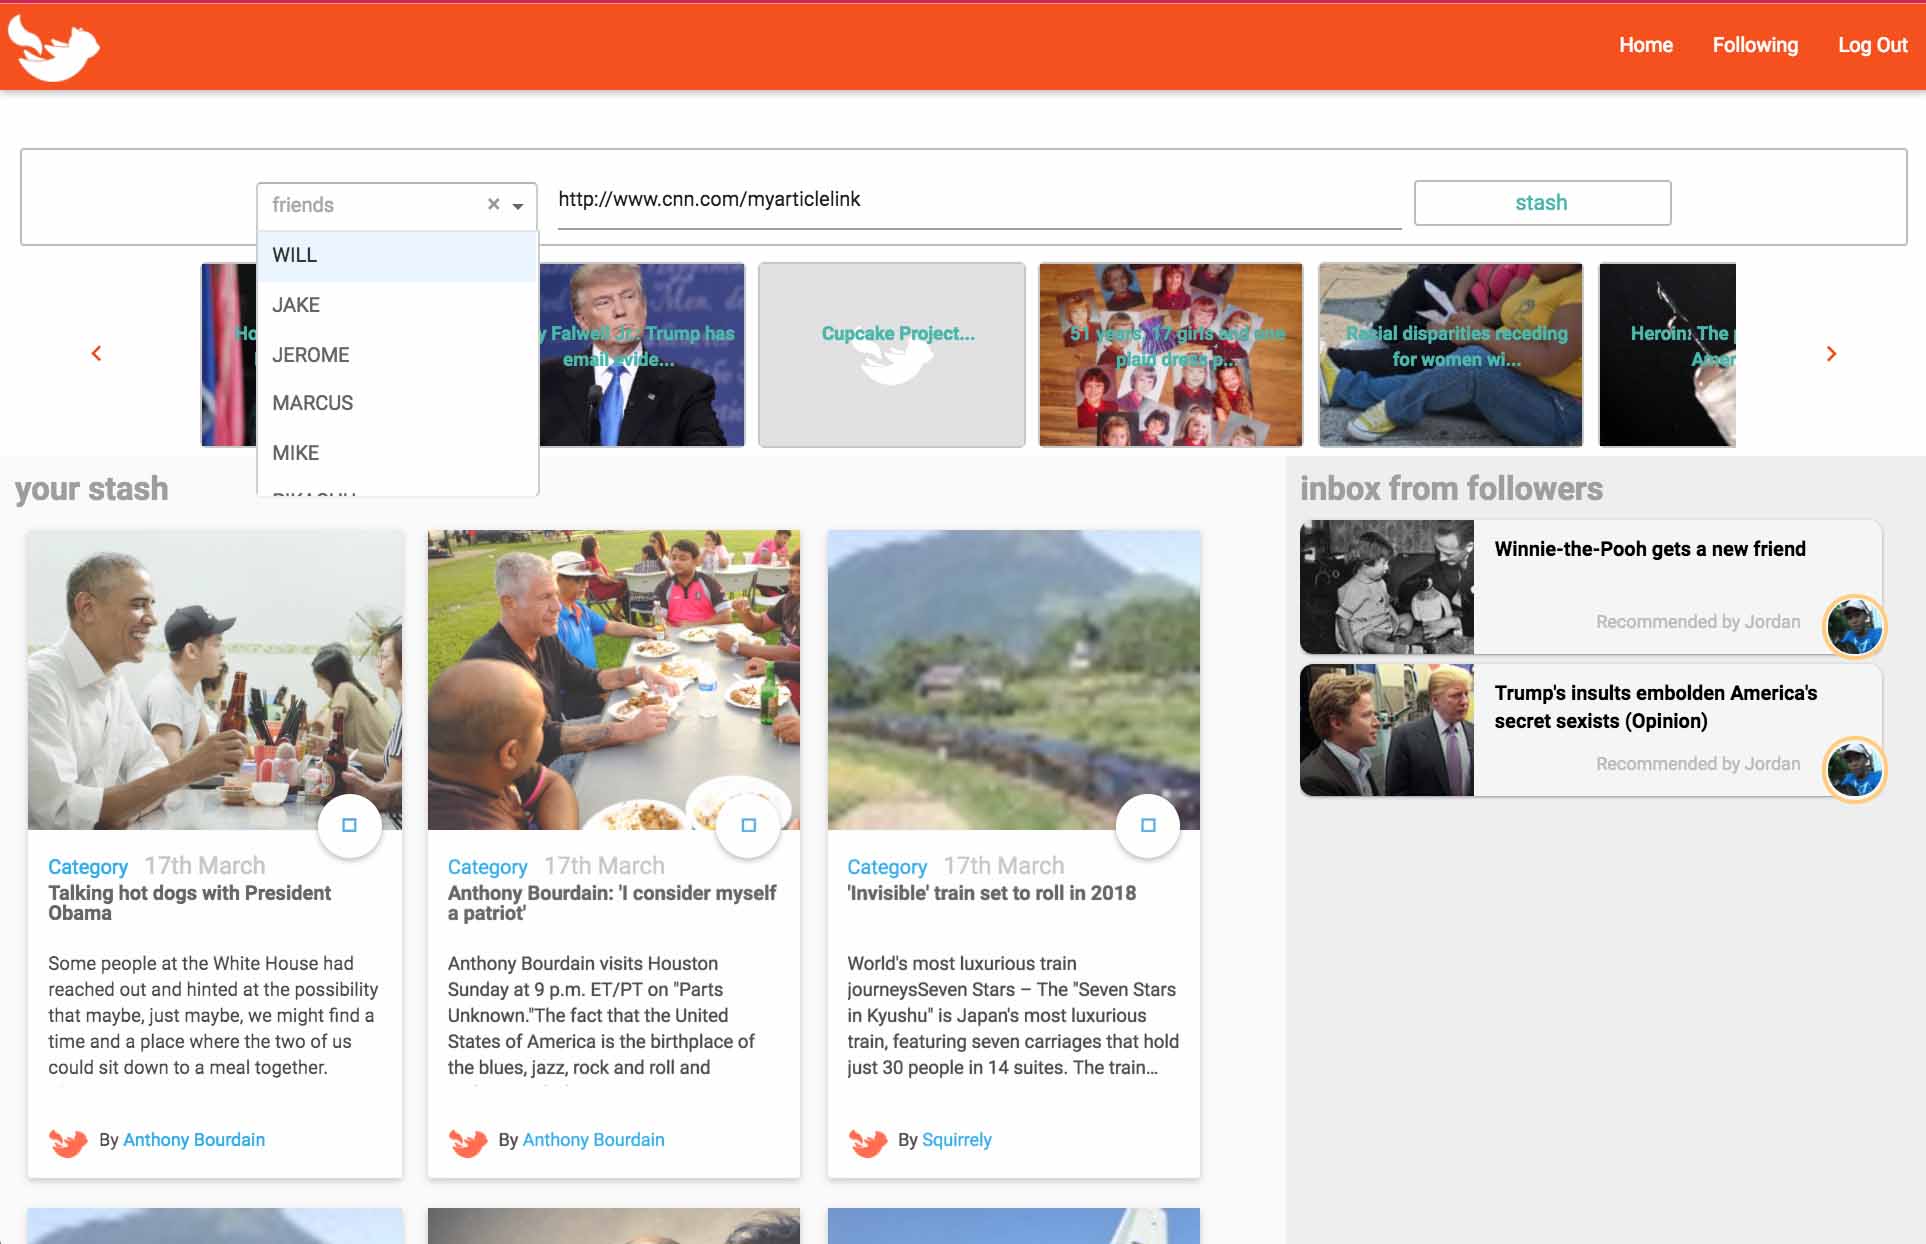 Home Following Log Out
friends
http://www.cnn.com/myarticlelink
stash
WILL
JAKE
JEROME
MARCUS
MIKE
Ho
y Falwell Jr.: Trump has
email evide...
Cupcake Project...
51 years, 17 girls and one
plaid dress p...
Racial disparities receding
for women wi...
Heroin: The
Amer
your stash
Category 17th March
Talking hot dogs with President
Obama
Some people at the White House had
reached out and hinted at the possibility
that maybe, just maybe, we might find a
time and a place where the two of us
could sit down to a meal together.
By Anthony Bourdain
Category 17th March
Anthony Bourdain: 'I consider myself
a patriot'
Anthony Bourdain visits Houston
Sunday at 9 p.m. ET/PT on "Parts
Unknown."The fact that the United
States of America is the birthplace of
the blues, jazz, rock and roll and
By Anthony Bourdain
Category 17th March
'Invisible' train set to roll in 2018
World's most luxurious train
journeysSeven Stars – The "Seven Stars
in Kyushu" is Japan's most luxurious
train, featuring seven carriages that hold
just 30 people in 14 suites. The train...
By Squirrely
inbox from followers
Winnie-the-Pooh gets a new friend
Recommended by Jordan
Trump's insults embolden America's
secret sexists (Opinion)
Recommended by Jordan